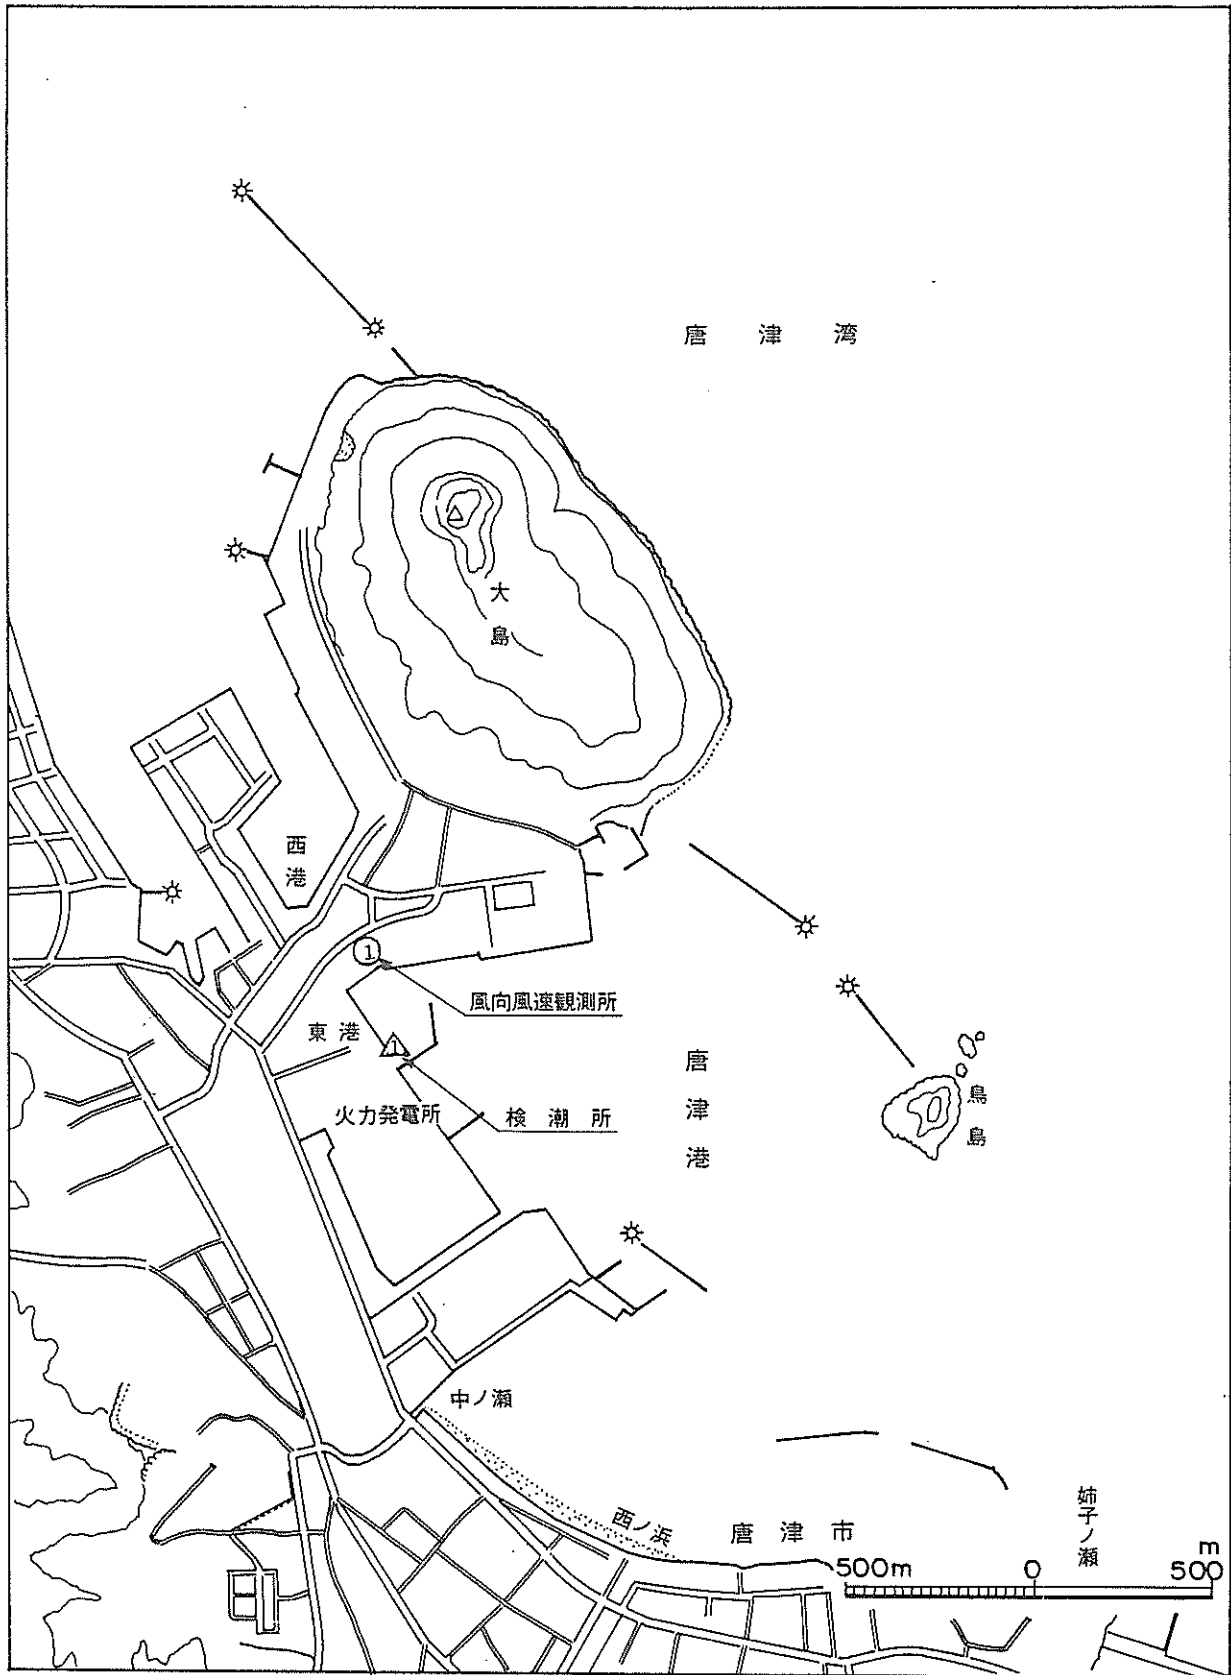 唐津湾
大島
西港
①
風向風速観測所
東港
1
火力発電所
検潮所
唐津港
鳥島
中ノ瀬
西ノ浜
唐津市
姉子ノ瀬
500m 0 500 m